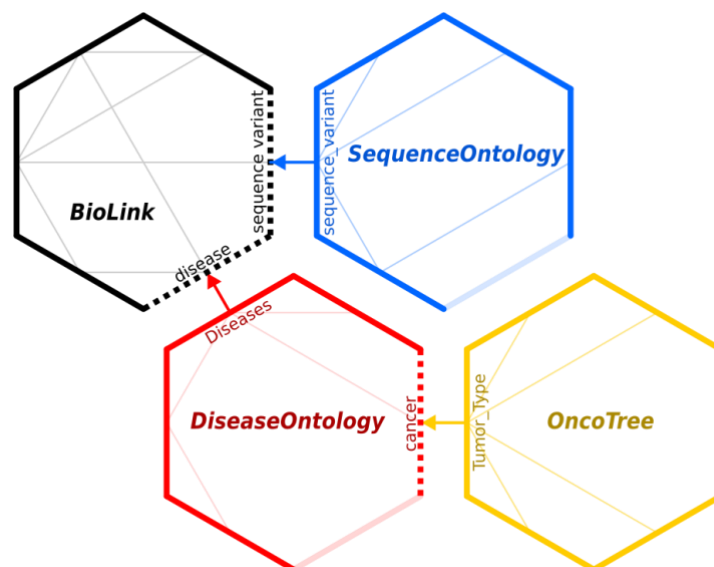 sequence variant
sequence_variant
SequenceOntology
BioLink
disease
Diseases
DiseaseOntology
cancer
Tumor_Type
OncoTree